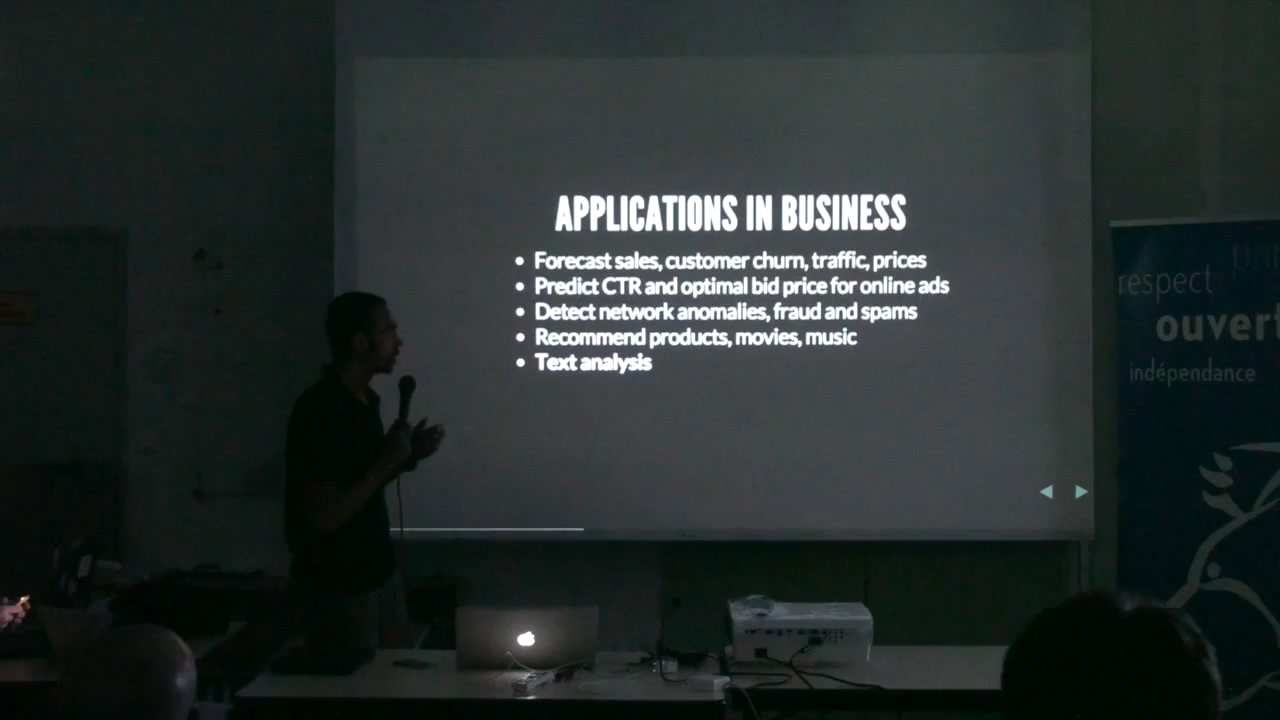 APPLICATIONS IN BUSINESS
• Forecast sales, customer churn, traffic, prices
• Predict CTR and optimal bid price for online ads
• Detect network anomalies, fraud and spams
• Recommend products, movies, music
• Text analysis
respect
ouvert
indépendance